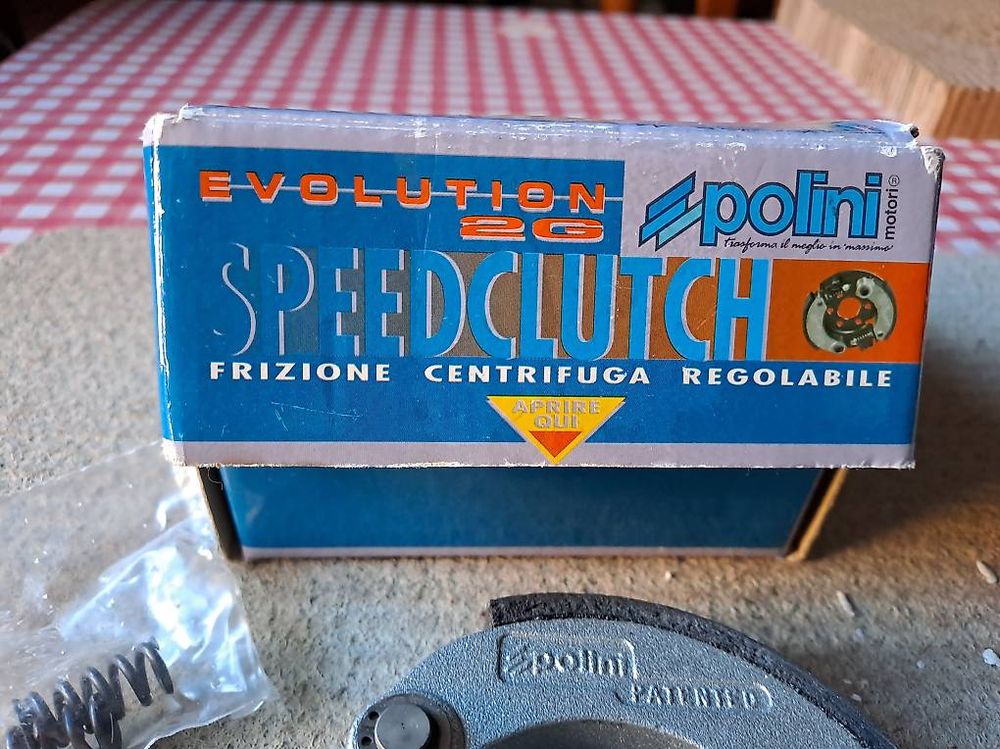 EVOLUTION
2G
polini
motori®
Trasforma il meglio in "massimo"
SPEEDCLUTCH
FRIZIONE CENTRIFUGA REGOLABILE
APRIRE
QUI
polini
PATENTED